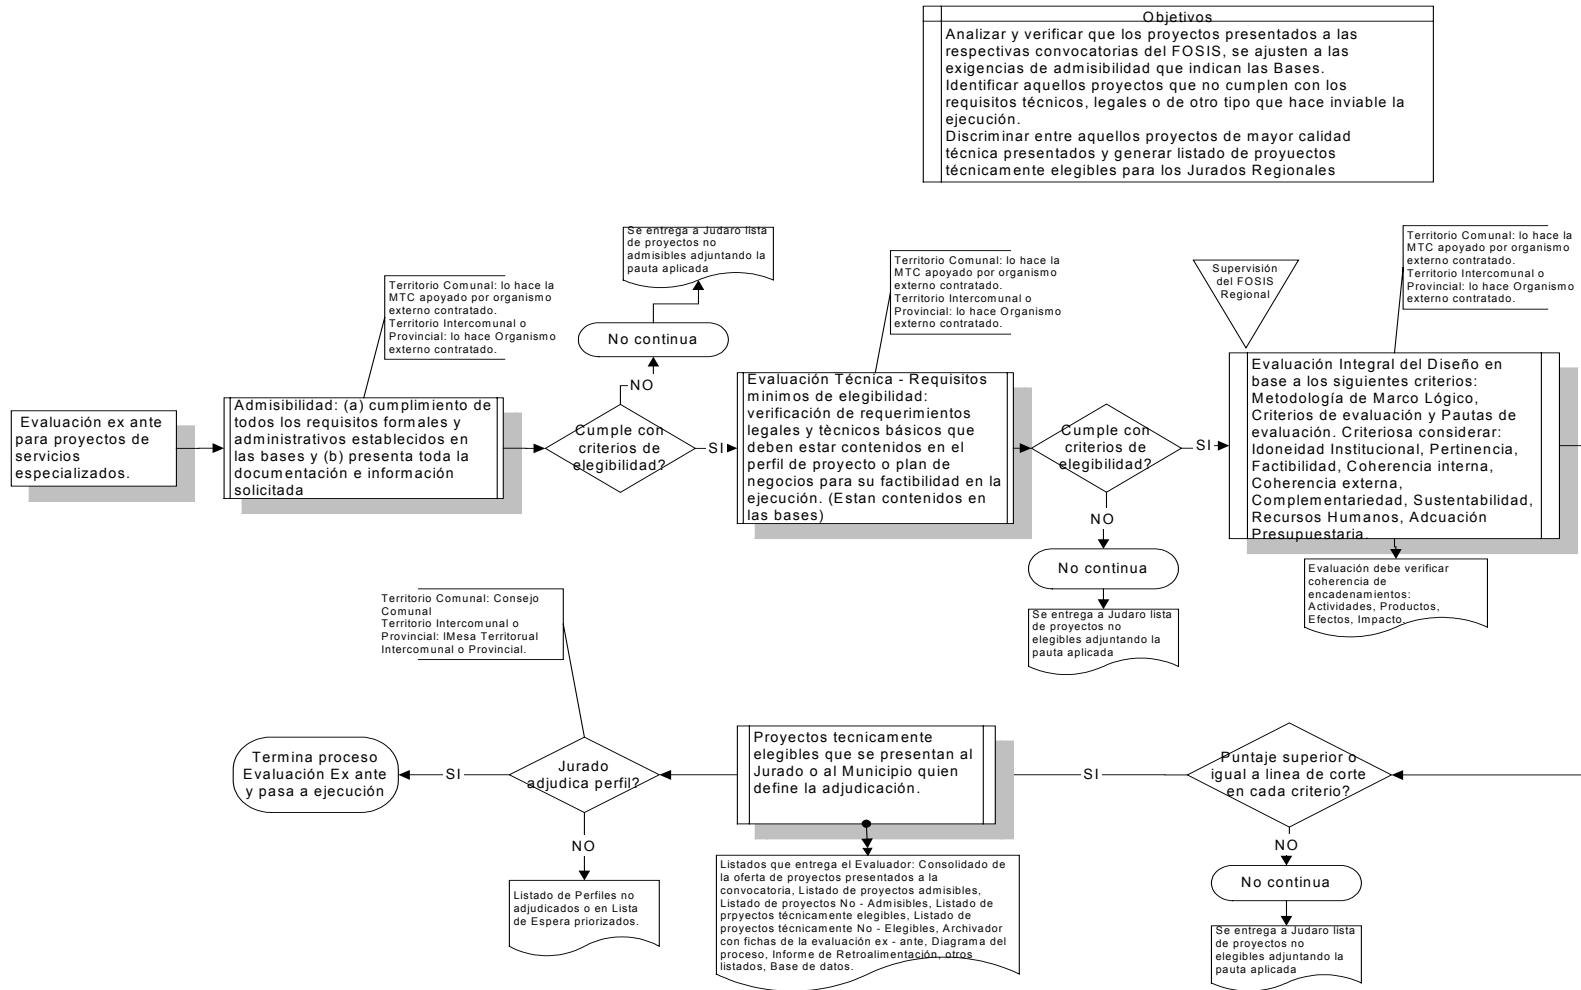 Objetivos
Analizar y verificar que los proyectos presentados a las
respectivas convocatorias del FOSIS, se ajusten a las
exigencias de admisibilidad que indican las Bases.
Identificar aquellos proyectos que no cumplen con los
requisitos técnicos, legales o de otro tipo que hace inviable la
ejecución.
Discriminar entre aquellos proyectos de mayor calidad
técnica presentados y generar listado de proyuectos
técnicamente elegibles para los Jurados Regionales
Evaluación ex ante
para proyectos de
servicios
especializados.
Territorio Comunal: lo hace la
MTC apoyado por organismo
externo contratado.
Territorio Intercomunal o
Provincial: lo hace Organismo
externo contratado.
Admisibilidad: (a) cumplimiento de
todos los requisitos formales y
administrativos establecidos en
las bases y (b) presenta toda la
documentación e información
solicitada
Se entrega a Judaro lista
de proyectos no
admisibles adjuntando la
pauta aplicada
No continua
NO
Cumple con
criterios de
elegibilidad?
SI
Territorio Comunal: lo hace la
MTC apoyado por organismo
externo contratado.
Territorio Intercomunal o
Provincial: lo hace Organismo
externo contratado.
Evaluación Técnica - Requisitos
minimos de elegibilidad:
verificación de requerimientos
legales y tècnicos básicos que
deben estar contenidos en el
perfil de proyecto o plan de
negocios para su factibilidad en la
ejecución. (Estan contenidos en
las bases)
Cumple con
criterios de
elegibilidad?
SI
NO
No continua
Se entrega a Judaro lista
de proyectos no
elegibles adjuntando la
pauta aplicada
Supervisión
del FOSIS
Regional
Territorio Comunal: lo hace la
MTC apoyado por organismo
externo contratado.
Territorio Intercomunal o
Provincial: lo hace Organismo
externo contratado.
Evaluación Integral del Diseño en
base a los siguientes criterios:
Metodología de Marco Lógico,
Criterios de evaluación y Pautas de
evaluación. Criteriosa considerar:
Idoneidad Institucional, Pertinencia,
Factibilidad, Coherencia interna,
Coherencia externa,
Complementariedad, Sustentabilidad,
Recursos Humanos, Adcuación
Presupuestaria.
Evaluación debe verificar
coherencia de
encadenamientos:
Actividades, Productos,
Efectos, Impacto.
Puntaje superior o
igual a linea de corte
en cada criterio?
SI
NO
No continua
Se entrega a Judaro lista
de proyectos no
elegibles adjuntando la
pauta aplicada
Proyectos tecnicamente
elegibles que se presentan al
Jurado o al Municipio quien
define la adjudicación.
Listados que entrega el Evaluador: Consolidado de
la oferta de proyectos presentados a la
convocatoria, Listado de proyectos admisibles,
Listado de proyectos No - Admisibles, Listado de
prpyectos técnicamente elegibles, Listado de
proyectos técnicamente No - Elegibles, Archivador
con fichas de la evaluación ex - ante, Diagrama del
proceso, Informe de Retroalimentación, otros
listados, Base de datos.
Territorio Comunal: Consejo
Comunal
Territorio Intercomunal o
Provincial: lMesa Territorual
Intercomunal o Provincial.
Jurado
adjudica perfil?
SI
NO
Listado de Perfiles no
adjudicados o en Lista
de Espera priorizados.
Termina proceso
Evaluación Ex ante
y pasa a ejecución